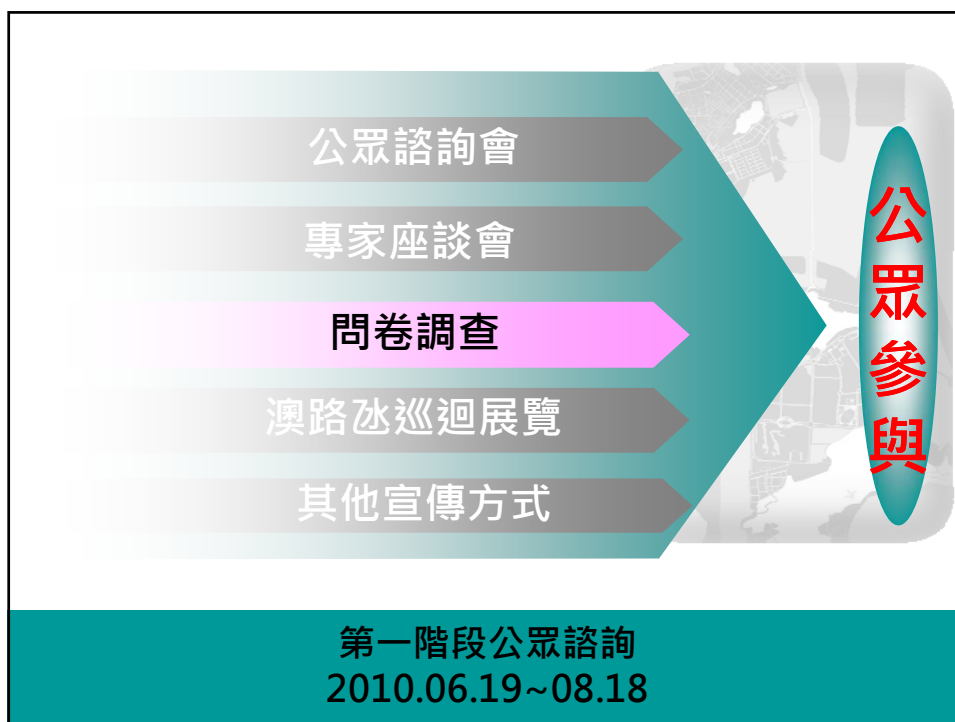 公眾諮詢會
專家座談會
問卷調查
澳路氹巡迴展覽
其他宣傳方式
公眾參與
第一階段公眾諮詢
2010.06.19~08.18